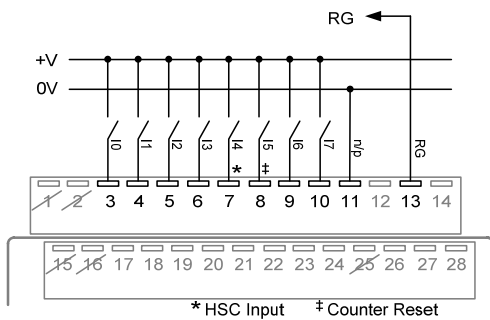 RG
+V
0V
I0 I1 I2 I3 I4 I5 I6 I7 n/p RG
* ‡
1 2 3 4 5 6 7 8 9 10 11 12 13 14
15 16 17 18 19 20 21 22 23 24 25 26 27 28
* HSC Input ‡ Counter Reset